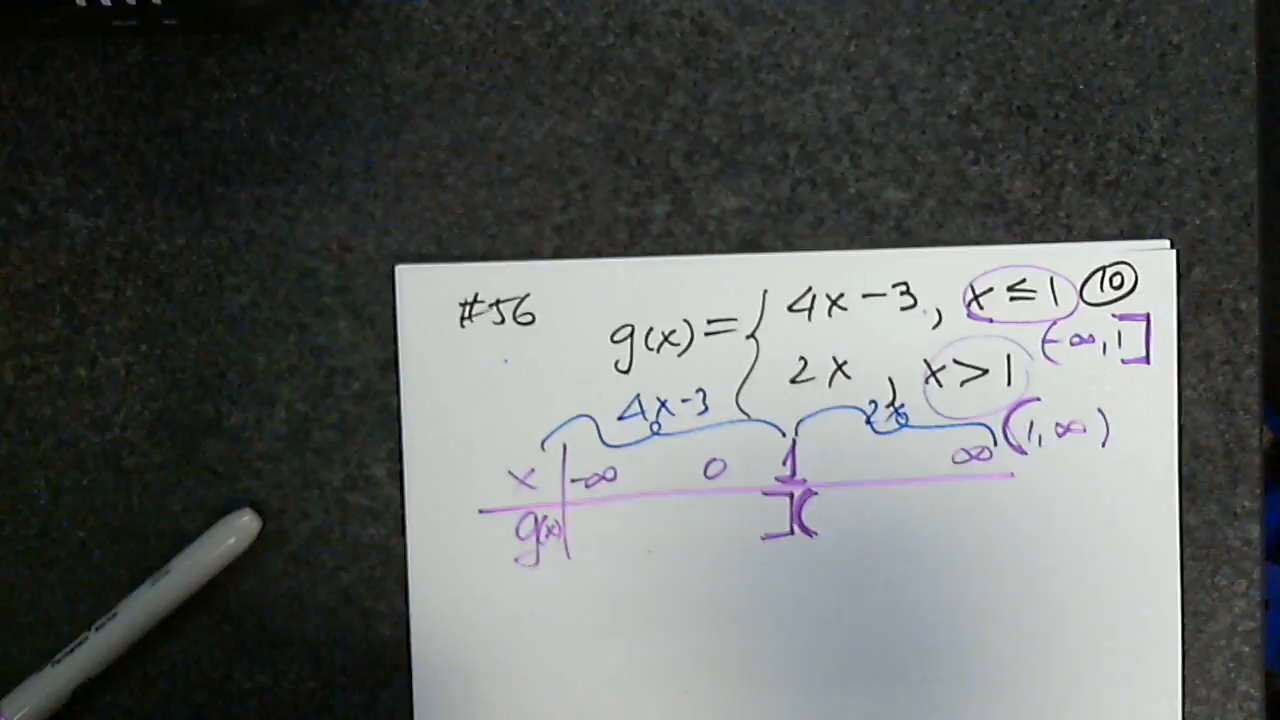 #56
g(x) = { 4x-3, x ≤ 1 ⑩
(-∞, 1]
2x, x > 1
4x-3 2x (1, ∞)
x -∞ 0 1 ∞
g(x) ](